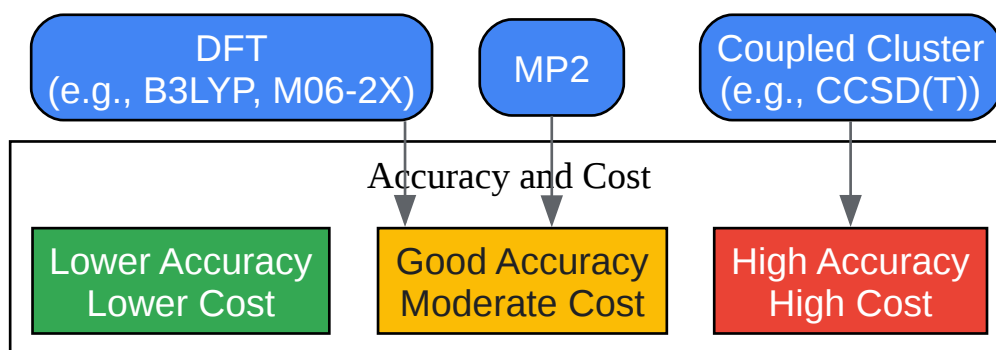 DFT
(e.g., B3LYP, M06-2X)
MP2
Coupled Cluster
(e.g., CCSD(T))
Accuracy and Cost
Lower Accuracy
Lower Cost
Good Accuracy
Moderate Cost
High Accuracy
High Cost